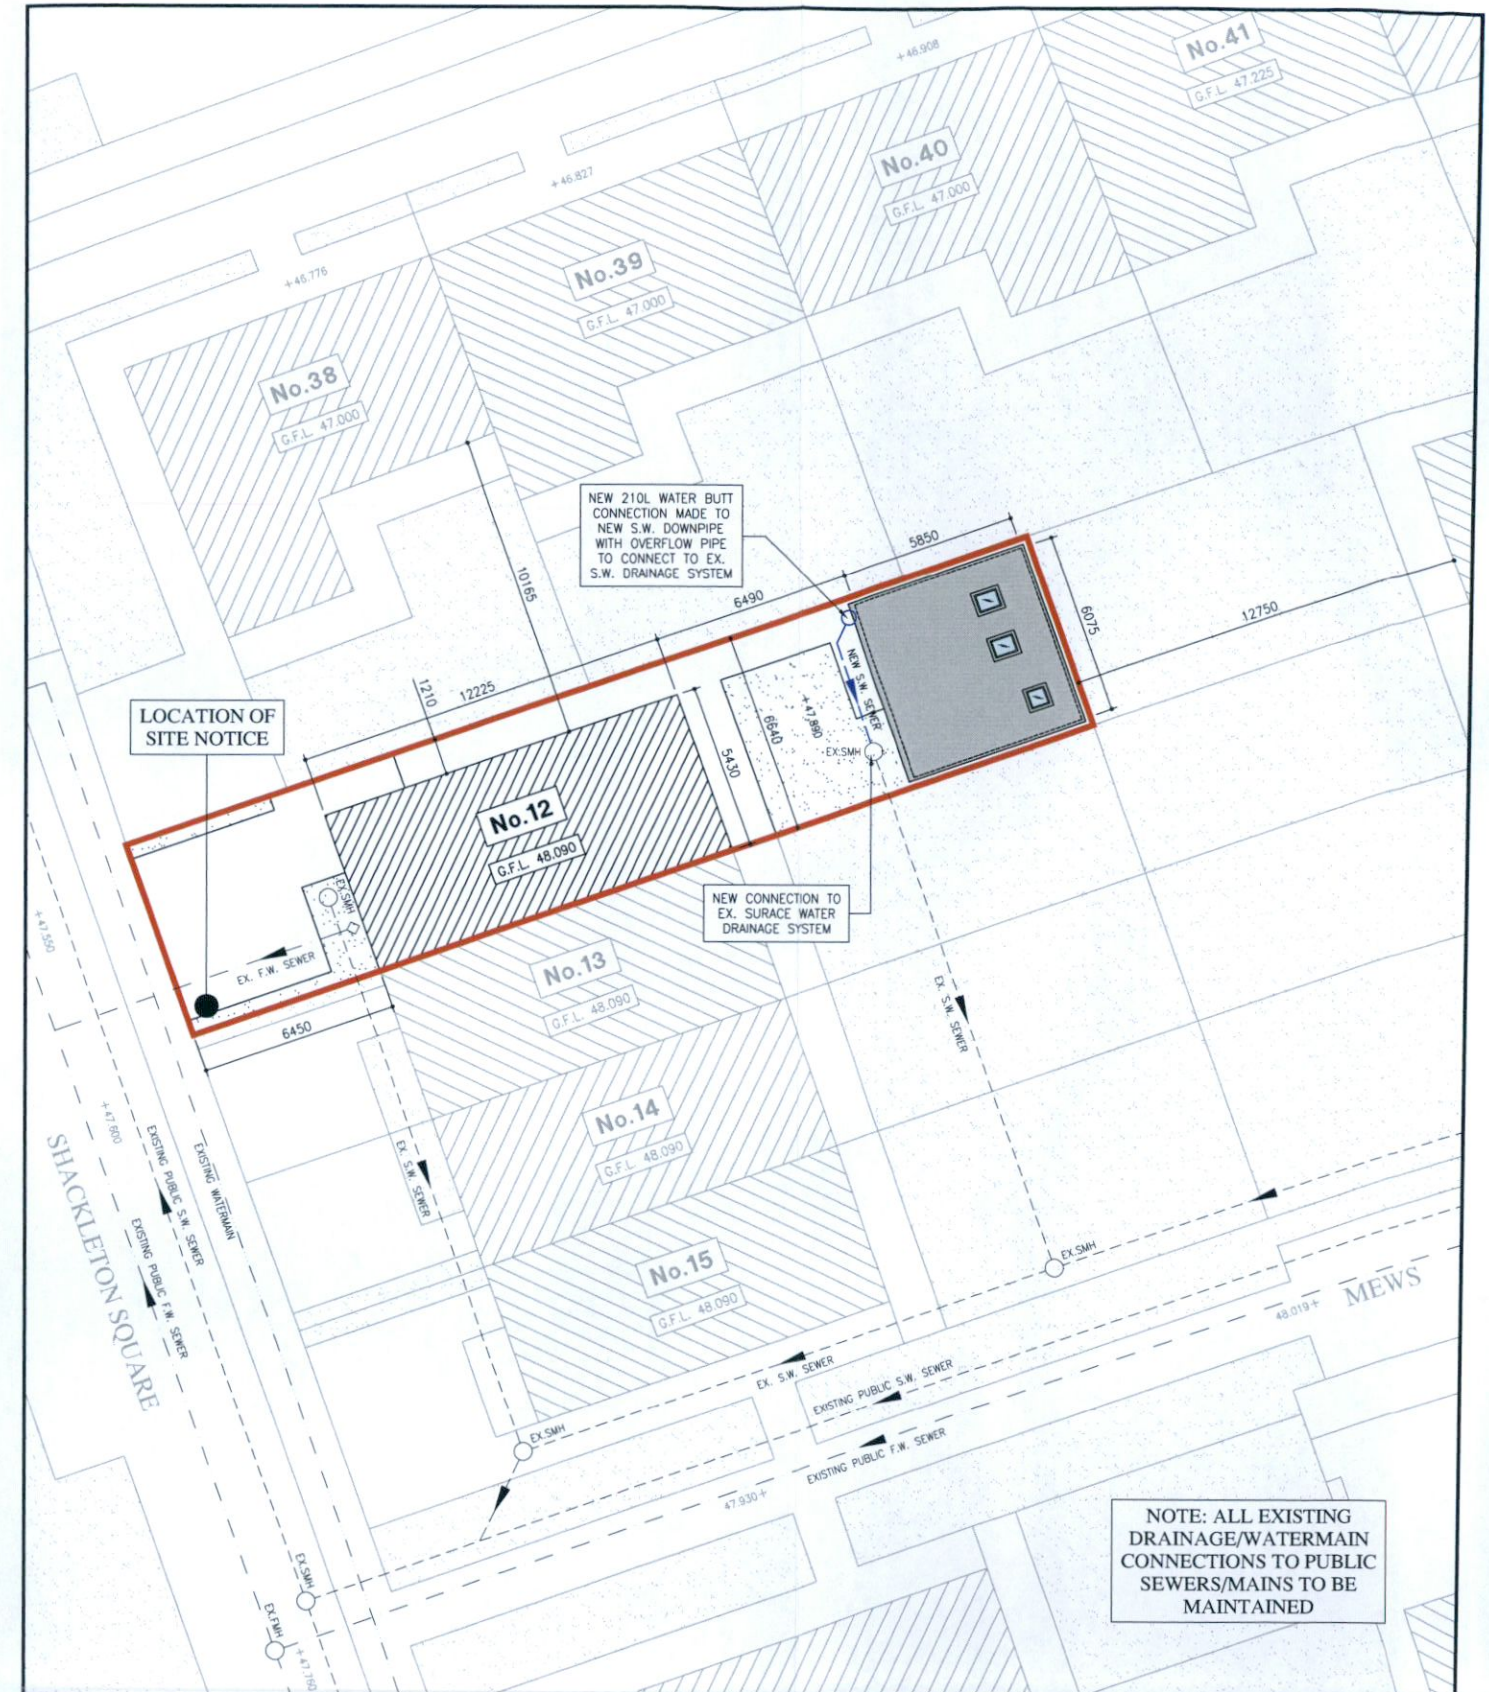 No.41
G.F.L. 47.225
+46.908
No.40
G.F.L. 47.000
+46.827
No.39
G.F.L. 47.000
+46.776
No.38
G.F.L. 47.000
NEW 210L WATER BUTT
CONNECTION MADE TO
NEW S.W. DOWNPIPE
WITH OVERFLOW PIPE
TO CONNECT TO EX.
S.W. DRAINAGE SYSTEM
5850
10165
6490
6075
12750
1210
12225
LOCATION OF
SITE NOTICE
NEW S.W. SEWER
+47.890
6640
EX.SMH
5430
No.12
G.F.L. 48.090
EX.SMH
NEW CONNECTION TO
EX. SURACE WATER
DRAINAGE SYSTEM
+47.550
EX. F.W. SEWER
No.13
G.F.L. 48.090
6450
EX. S.W. SEWER
No.14
G.F.L. 48.090
+47.600
EX. S.W. SEWER
SHACKLETON SQUARE
EXISTING PUBLIC F.W. SEWER
EXISTING PUBLIC S.W. SEWER
EXISTING WATERMAIN
No.15
G.F.L. 48.090
EX.SMH
MEWS
48.019+
EX. S.W. SEWER
EXISTING PUBLIC S.W. SEWER
EXISTING PUBLIC F.W. SEWER
EX.SMH
47.930+
NOTE: ALL EXISTING
DRAINAGE/WATERMAIN
CONNECTIONS TO PUBLIC
SEWERS/MAINS TO BE
MAINTAINED
EX.SMH
EX.FMH
+47.760